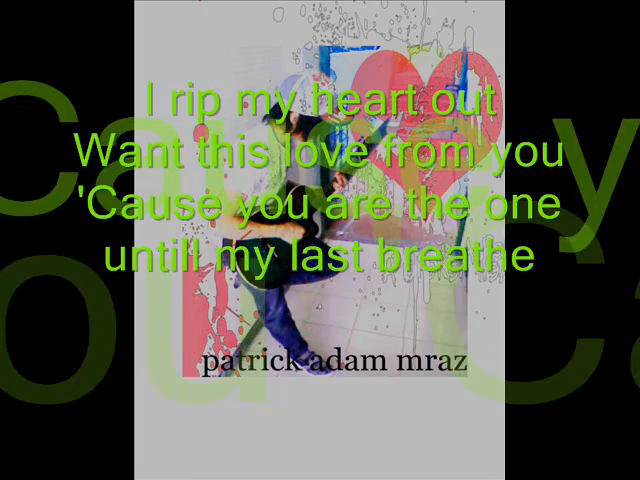 I rip my heart out
Want this love from you
'Cause you are the one
untill my last breathe
patrick adam mraz